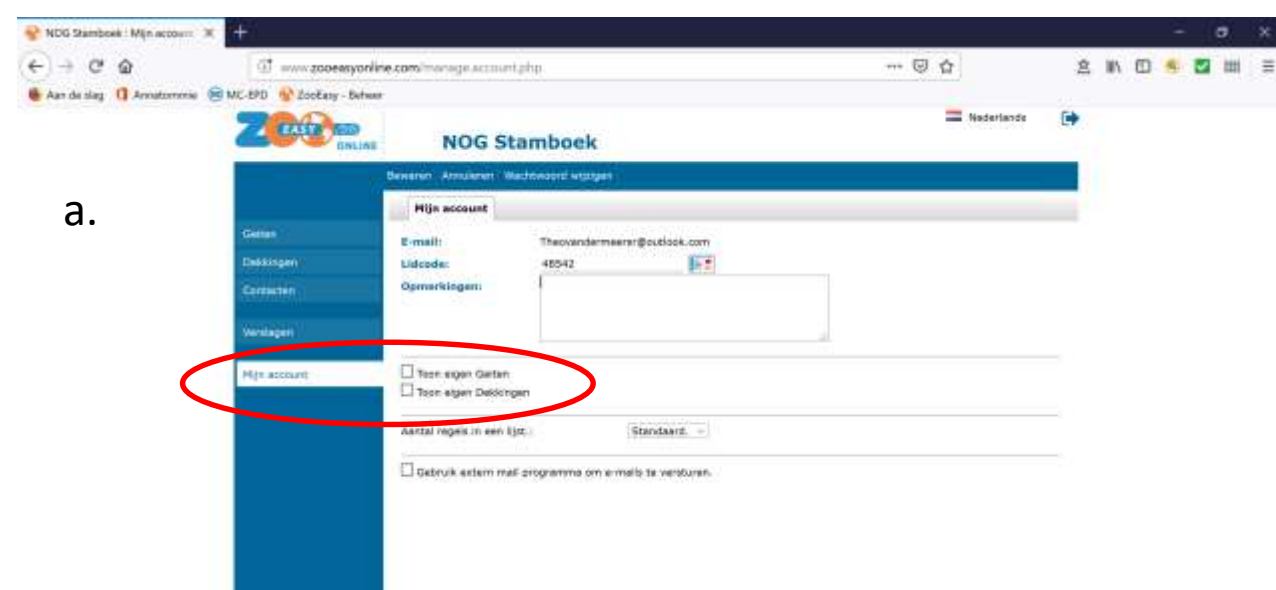 NOG Stamboek : Mijn account
www.zooeasyonline.com/manage.account.php
Aan de slag Annatommie MC-EPD ZooEasy - Beheer
ZOO EASY ONLINE
NOG Stamboek
Nederlands
Bewaren Annuleren Wachtwoord wijzigen
a.
Mijn account
Geiten
Dekkingen
Contacten
Verslagen
Mijn account
E-mail: Theovandermeerer@outlook.com
Lidcode: 48542
Opmerkingen:
Toon eigen Geiten
Toon eigen Dekkingen
Aantal regels in een lijst.: Standaard.
Gebruik extern mail programma om e-mails te versturen.